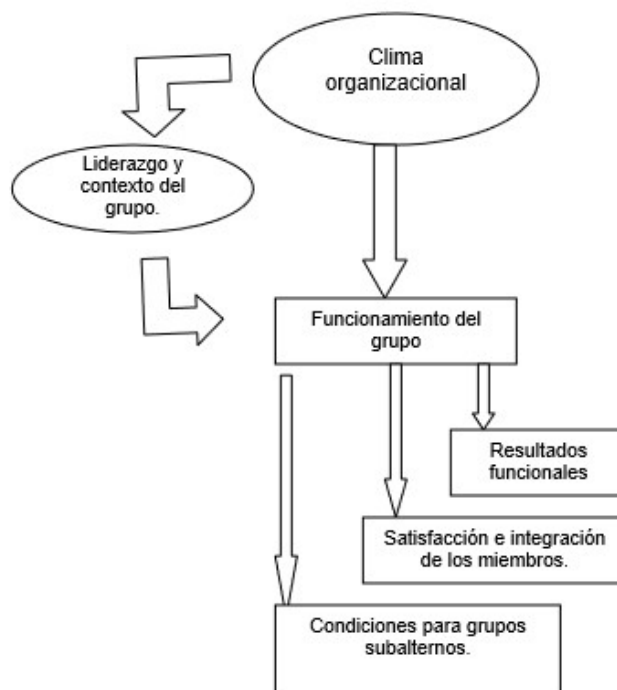 Clima
organizacional
Liderazgo y
contexto del
grupo.
Funcionamiento del
grupo
Resultados
funcionales
Satisfacción e integración
de los miembros.
Condiciones para grupos
subalternos.